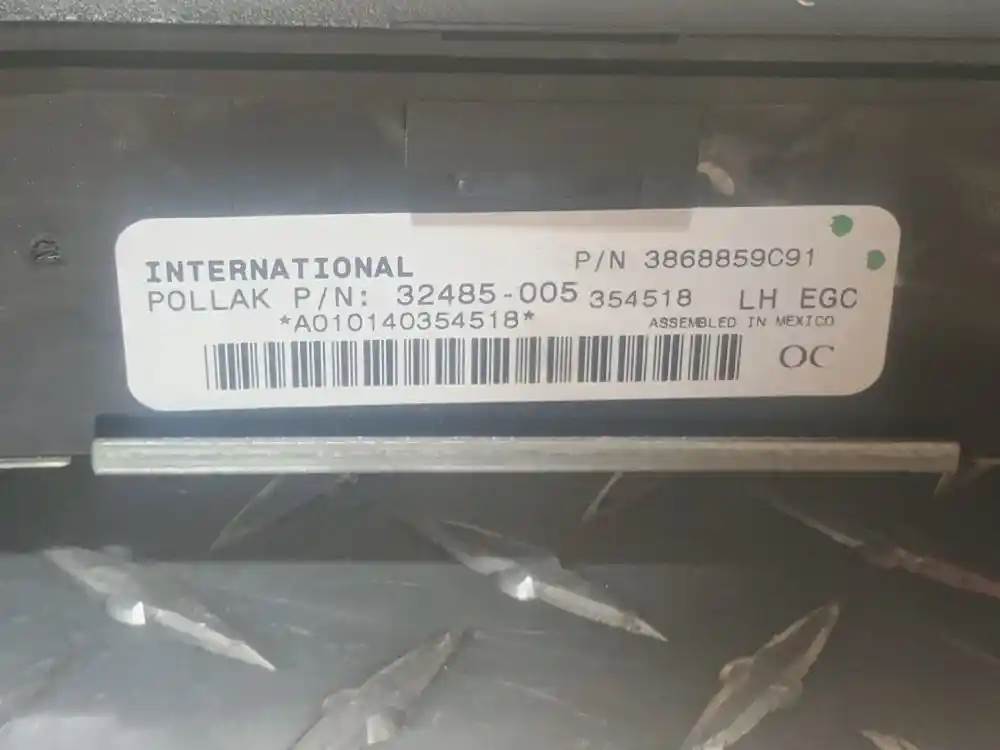 INTERNATIONAL P/N 3868859C91
POLLAK P/N: 32485-005 354518 LH EGC
*A010140354518* ASSEMBLED IN MEXICO
OC